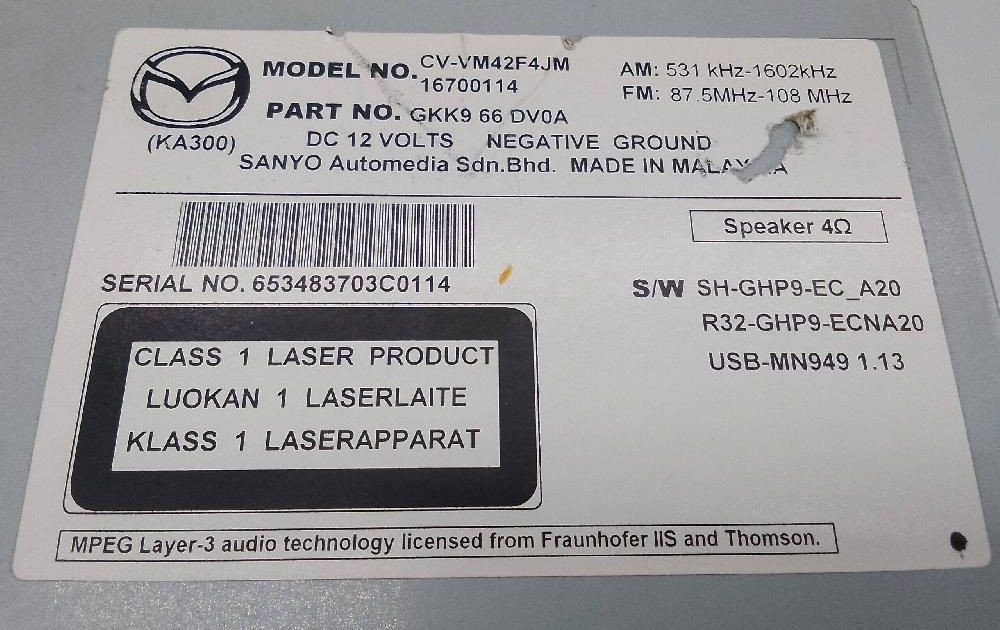 MODEL NO. CV-VM42F4JM
16700114
AM: 531 kHz-1602kHz
FM: 87.5MHz-108 MHz
PART NO. GKK9 66 DV0A
(KA300)
DC 12 VOLTS NEGATIVE GROUND
SANYO Automedia Sdn.Bhd. MADE IN
Speaker 4Ω
SERIAL NO. 653483703C0114
S/W SH-GHP9-EC_A20
R32-GHP9-ECNA20
USB-MN949 1.13
CLASS 1 LASER PRODUCT
LUOKAN 1 LASERLAITE
KLASS 1 LASERAPPARAT
MPEG Layer-3 audio technology licensed from Fraunhofer IIS and Thomson.